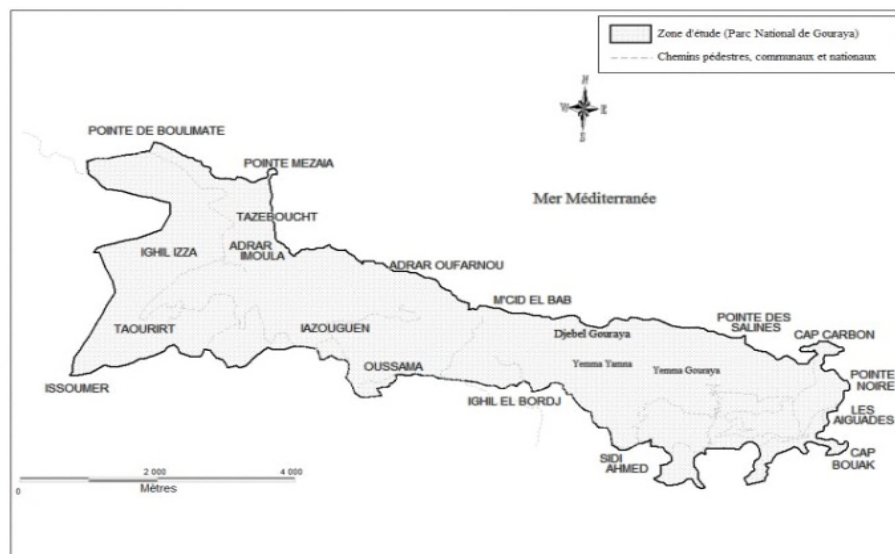 Zone d'étude (Parc National de Gouraya)
Chemins pédestres, communaux et nationaux
N
W
E
S
POINTE DE BOULIMATE
POINTE MEZAIA
Mer Méditerranée
TAZEBOUCHT
IGHIL IZZA
ADRAR
IMOULA
ADRAR OUFARNOU
M'CID EL BAB
POINTE DES
SALINES
TAOURIRT
IAZOUGUEN
Djebel Gouraya
CAP CARBON
OUSSAMA
Yemma Yamna
Yemma Gouraya
POINTE
NOIRE
ISSOUMER
IGHIL EL BORDJ
LES
AIGUADES
SIDI
AHMED
CAP
BOUAK
2 000
4 000
0
Mètres